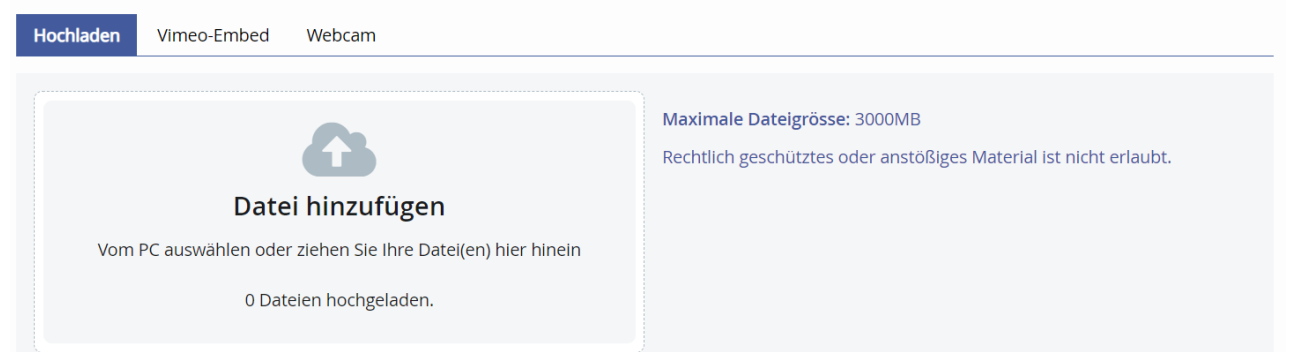 Hochladen Vimeo-Embed Webcam
Datei hinzufügen
Vom PC auswählen oder ziehen Sie Ihre Datei(en) hier hinein
0 Dateien hochgeladen.
Maximale Dateigrösse: 3000MB
Rechtlich geschütztes oder anstößiges Material ist nicht erlaubt.